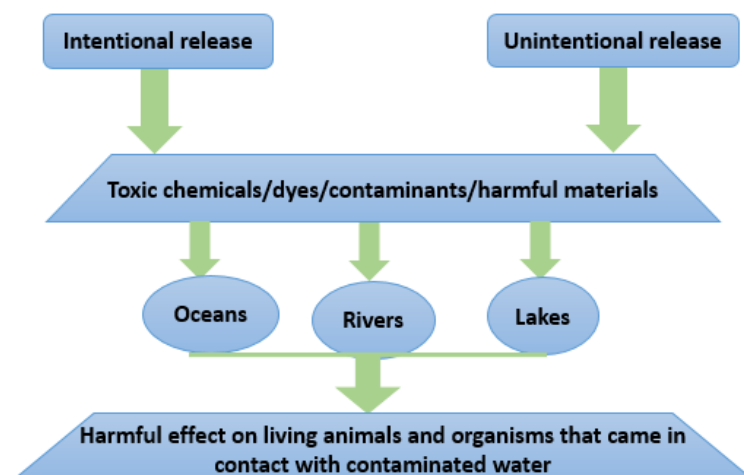 Intentional release
Unintentional release
Toxic chemicals/dyes/contaminants/harmful materials
Oceans
Rivers
Lakes
Harmful effect on living animals and organisms that came in
contact with contaminated water